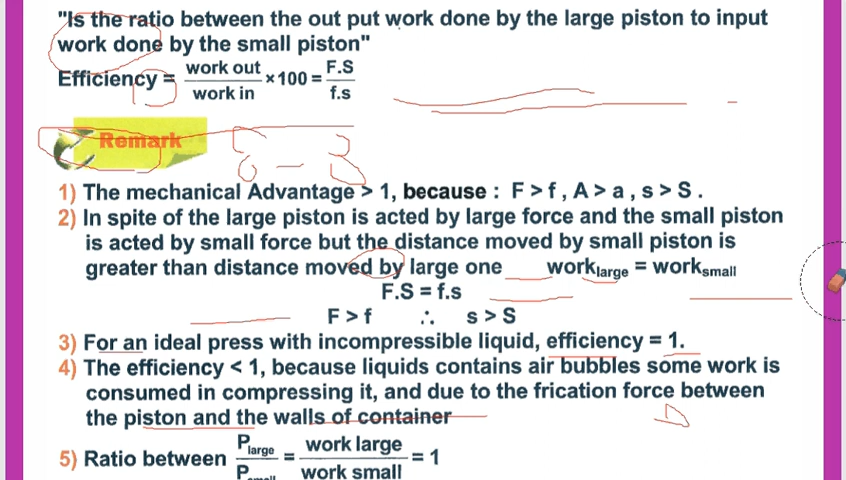 "Is the ratio between the out put work done by the large piston to input
work done by the small piston"
Efficiency = work out / work in ×100 = F.S / f.s
Remark
1) The mechanical Advantage > 1, because : F > f , A > a , s > S .
2) In spite of the large piston is acted by large force and the small piston
is acted by small force but the distance moved by small piston is
greater than distance moved by large one work large = work small
F.S = f.s
F > f ∴ s > S
3) For an ideal press with incompressible liquid, efficiency = 1.
4) The efficiency < 1, because liquids contains air bubbles some work is
consumed in compressing it, and due to the frication force between
the piston and the walls of container
5) Ratio between P large / P = work large / work small = 1